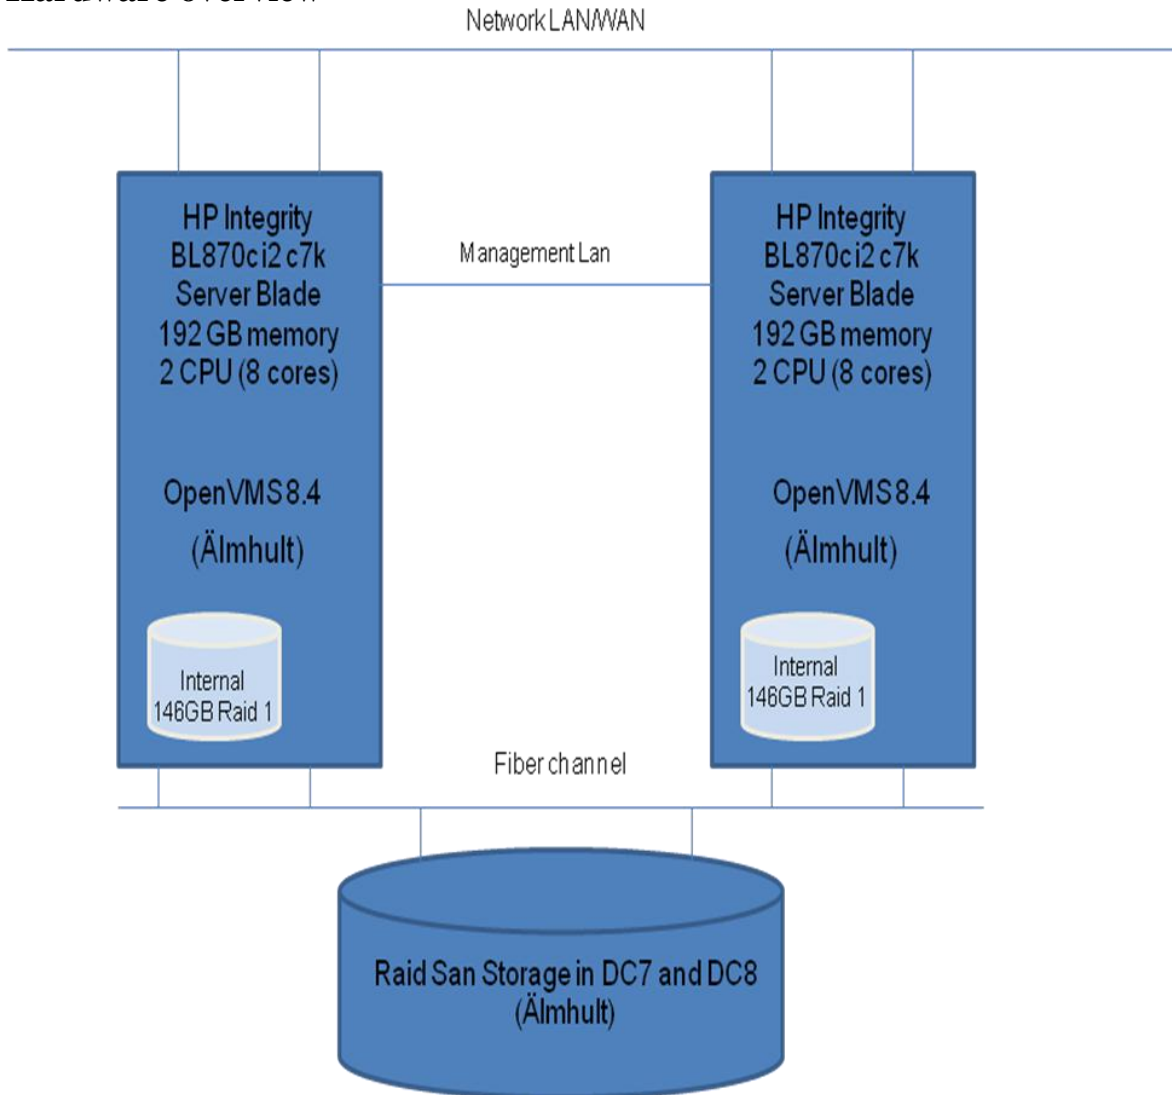 Hardware overview
Network LAN/WAN
HP Integrity
BL870ci2 c7k
Server Blade
192 GB memory
2 CPU (8 cores)
OpenVMS 8.4
(Älmhult)
Internal
146GB Raid 1
Management Lan
HP Integrity
BL870ci2 c7k
Server Blade
192 GB memory
2 CPU (8 cores)
OpenVMS 8.4
(Älmhult)
Internal
146GB Raid 1
Fiber channel
Raid San Storage in DC7 and DC8
(Älmhult)